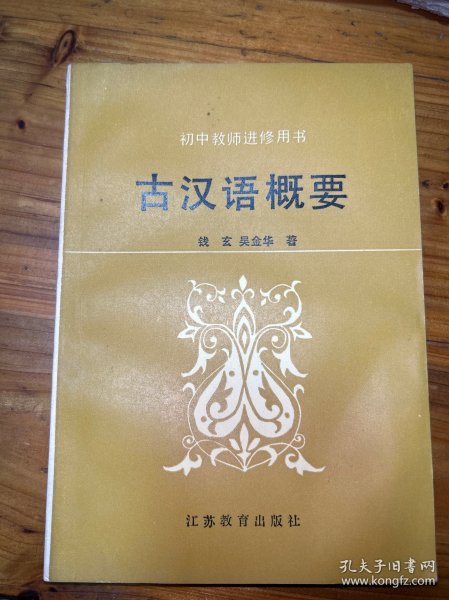 初中教师进修用书
古汉语概要
钱 玄 吴金华 著
江苏教育出版社
孔夫子旧书网
www.kongfz.com